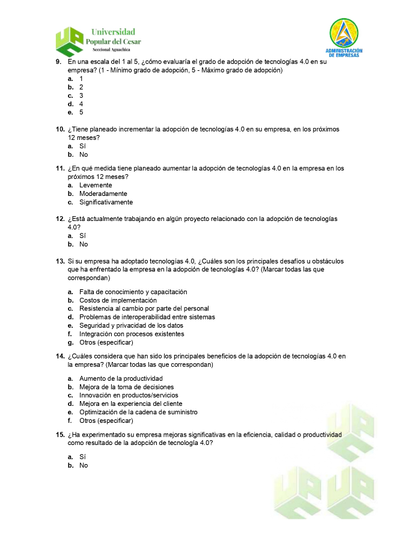 Universidad
Popular del Cesar
Seccional Aguachica
ADMINISTRACIÓN
DE EMPRESAS
9. En una escala del 1 al 5, ¿cómo evaluaría el grado de adopción de tecnologías 4.0 en su
empresa? (1 - Mínimo grado de adopción, 5 - Máximo grado de adopción)
a. 1
b. 2
c. 3
d. 4
e. 5
10. ¿Tiene planeado incrementar la adopción de tecnologías 4.0 en su empresa, en los próximos
12 meses?
a. Sí
b. No
11. ¿En qué medida tiene planeado aumentar la adopción de tecnologías 4.0 en la empresa en los
próximos 12 meses?
a. Levemente
b. Moderadamente
c. Significativamente
12. ¿Está actualmente trabajando en algún proyecto relacionado con la adopción de tecnologías
4.0?
a. Sí
b. No
13. Si su empresa ha adoptado tecnologías 4.0, ¿Cuáles son los principales desafíos u obstáculos
que ha enfrentado la empresa en la adopción de tecnologías 4.0? (Marcar todas las que
correspondan)
a. Falta de conocimiento y capacitación
b. Costos de implementación
c. Resistencia al cambio por parte del personal
d. Problemas de interoperabilidad entre sistemas
e. Seguridad y privacidad de los datos
f. Integración con procesos existentes
g. Otros (especificar)
14. ¿Cuáles considera que han sido los principales beneficios de la adopción de tecnologías 4.0 en
la empresa? (Marcar todas las que correspondan)
a. Aumento de la productividad
b. Mejora de la toma de decisiones
c. Innovación en productos/servicios
d. Mejora en la experiencia del cliente
e. Optimización de la cadena de suministro
f. Otros (especificar)
15. ¿Ha experimentado su empresa mejoras significativas en la eficiencia, calidad o productividad
como resultado de la adopción de tecnología 4.0?
a. Sí
b. No